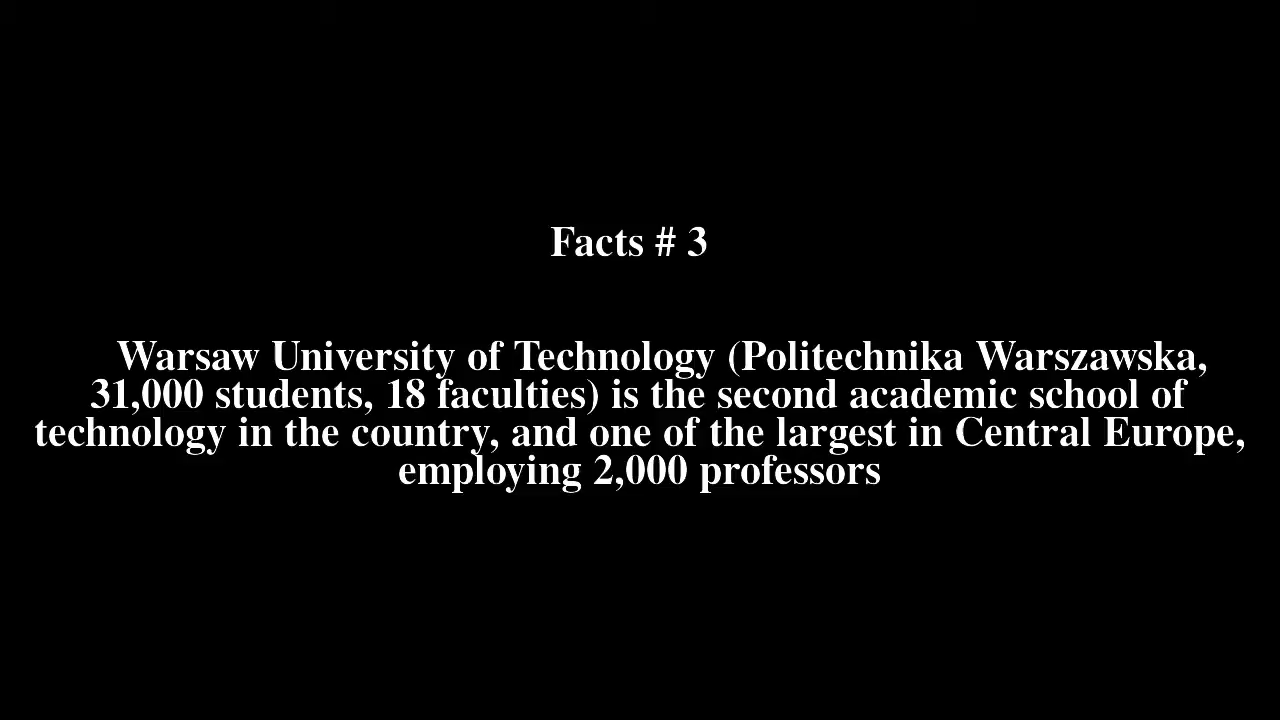 Facts # 3
Warsaw University of Technology (Politechnika Warszawska,
31,000 students, 18 faculties) is the second academic school of
technology in the country, and one of the largest in Central Europe,
employing 2,000 professors